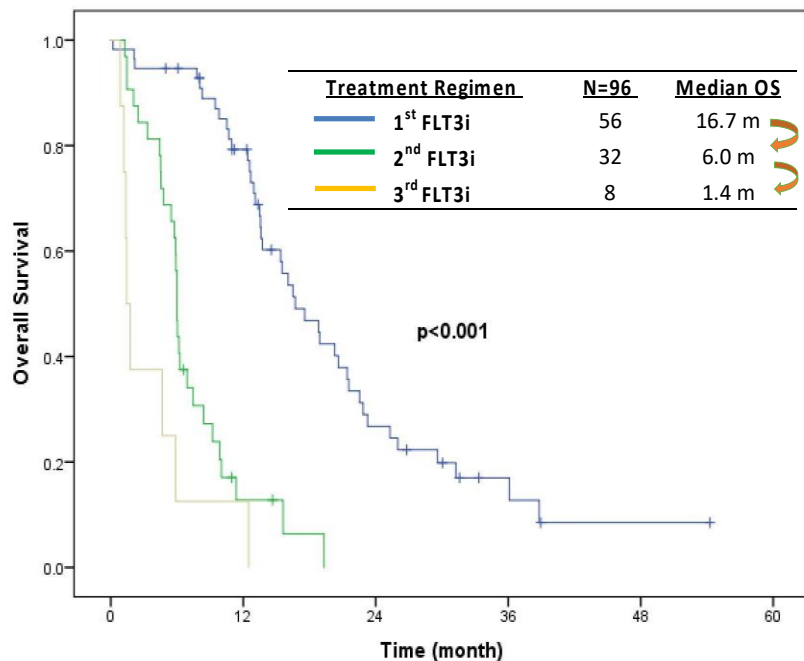 Treatment Regimen N=96 Median OS
1st FLT3i 56 16.7 m
2nd FLT3i 32 6.0 m
3rd FLT3i 8 1.4 m
p<0.001
Overall Survival
1.0
0.8
0.6
0.4
0.2
0.0
0 12 24 36 48 60
Time (month)